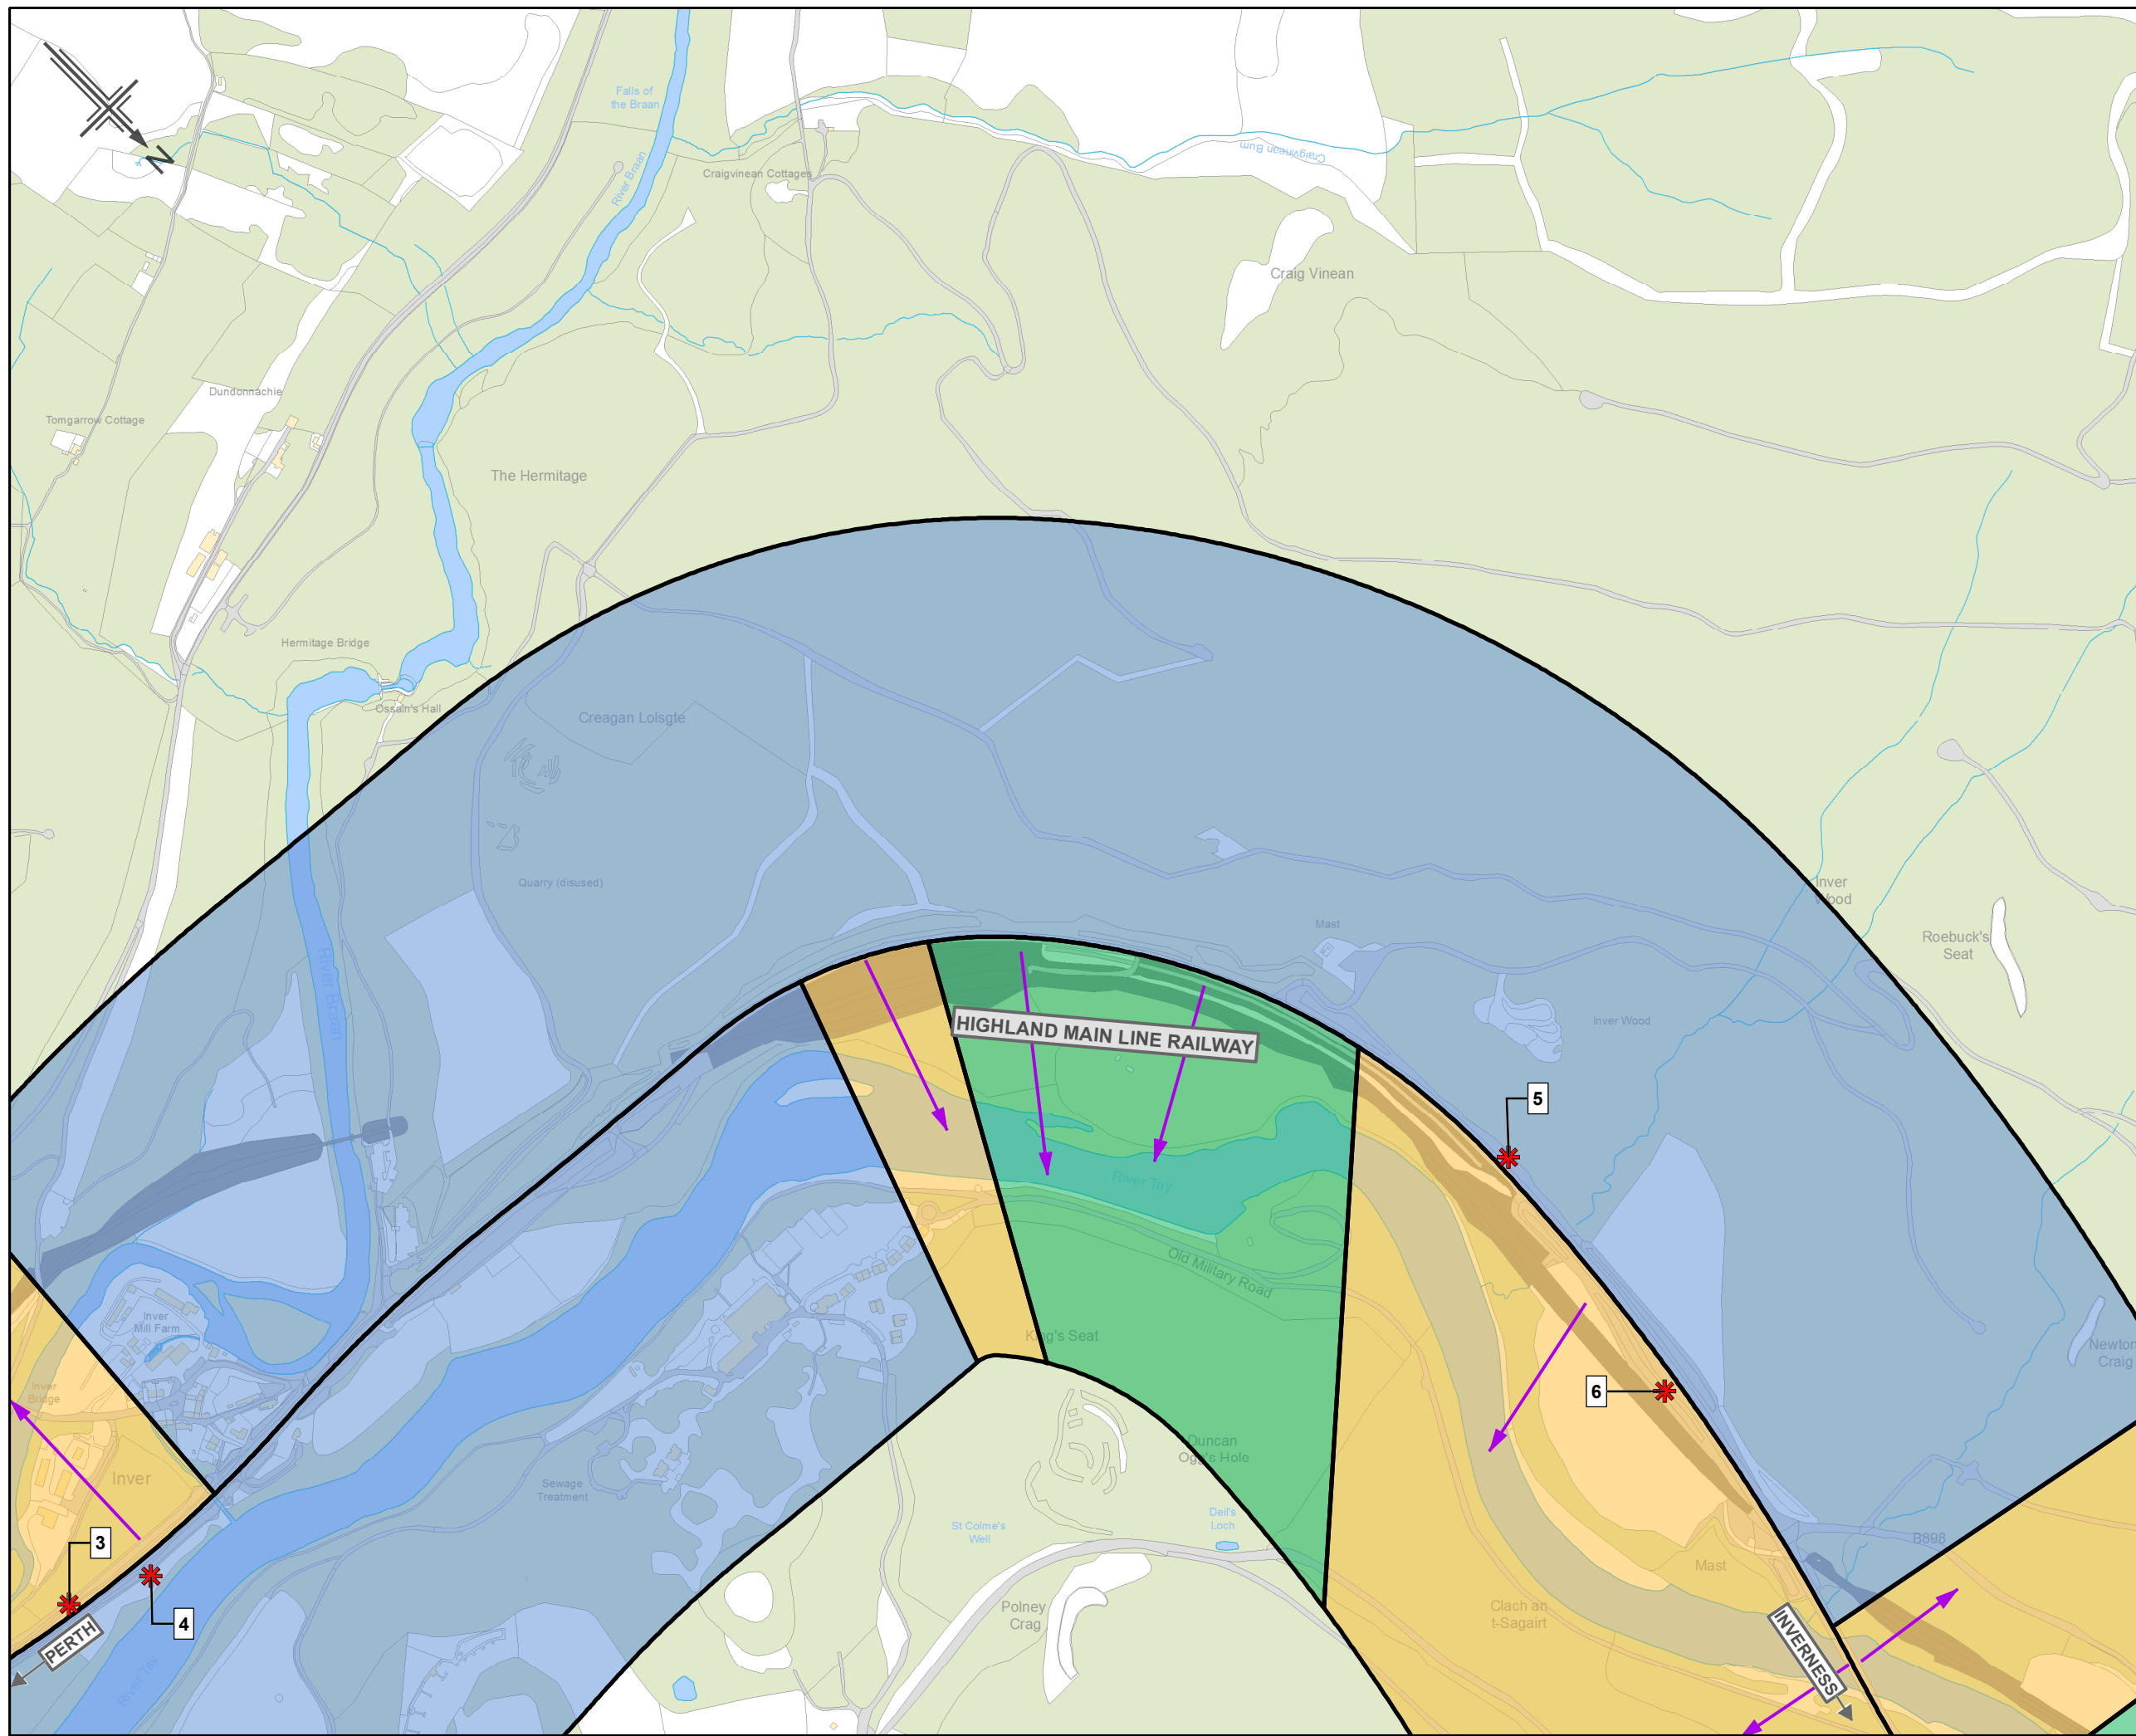 N
Falls of
the Braan
River Braan
Craigvinean Cottages
Craigvinean Burn
Craig Vinean
Dundonnachie
Tomgarrow Cottage
The Hermitage
Hermitage Bridge
Ossain's Hall
Creagan Lolsgte
Quarry (disused)
River Braan
Mast
Inver
Wood
Roebuck's
Seat
Inver Wood
HIGHLAND MAIN LINE RAILWAY
5
River Tay
Old Military Road
King's Seat
Inver
Mill Farm
Inver
Bridge
Newton
Craig
6
Duncan
Ogg's Hole
Inver
Sewage
Treatment
St Colme's
Well
Deil's
Loch
B898
Mast
3
4
PERTH
River Tay
Polney
Crag
Clach an
t-Sagairt
INVERNESS